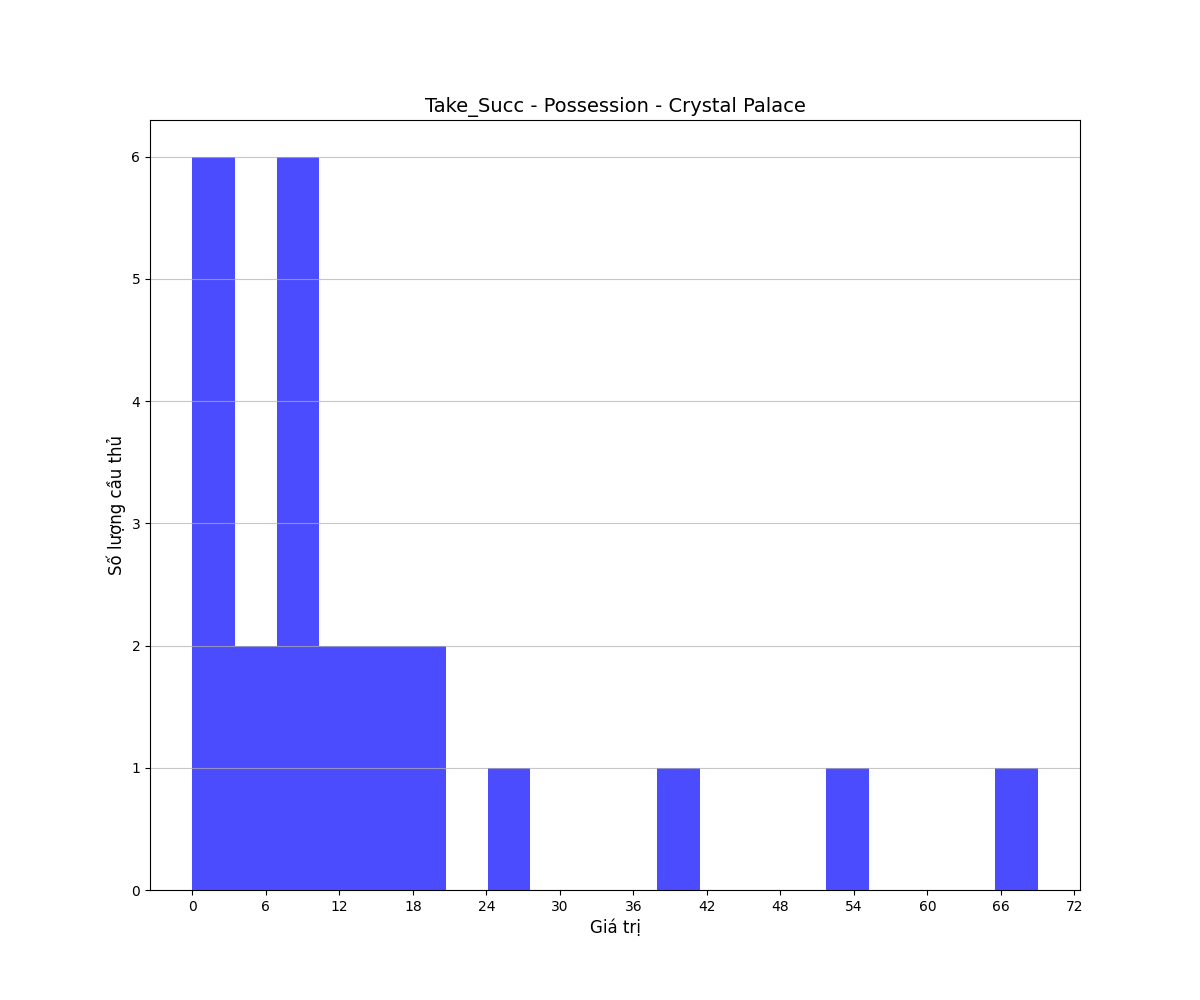 Take_Succ - Possession - Crystal Palace
6
5
4
3
2
1
0
Số lượng cầu thủ
0 6 12 18 24 30 36 42 48 54 60 66 72
Giá trị